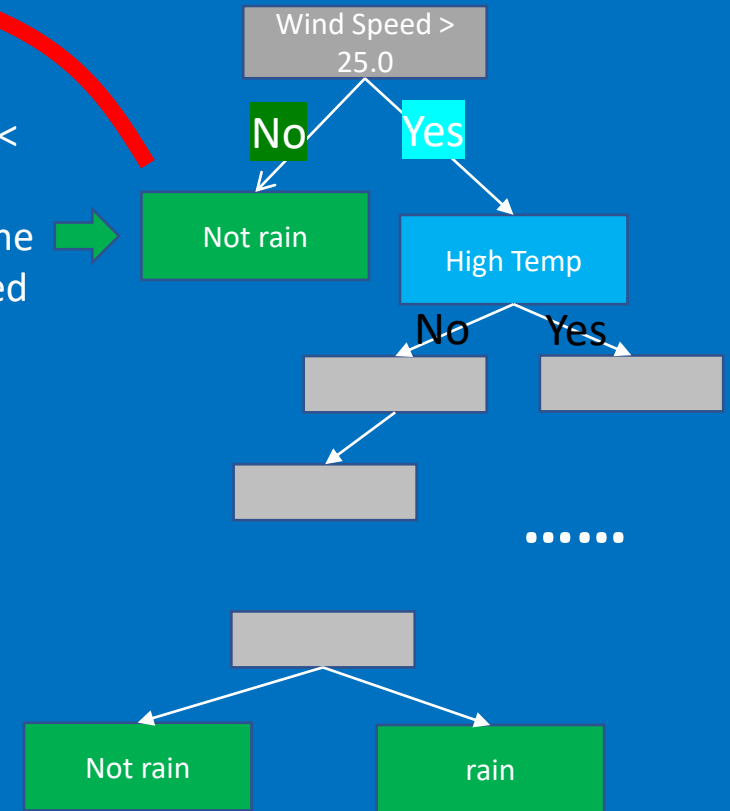 Wind Speed >
25.0
No
Yes
<
Not rain
High Temp
No
Yes
......
Not rain
rain